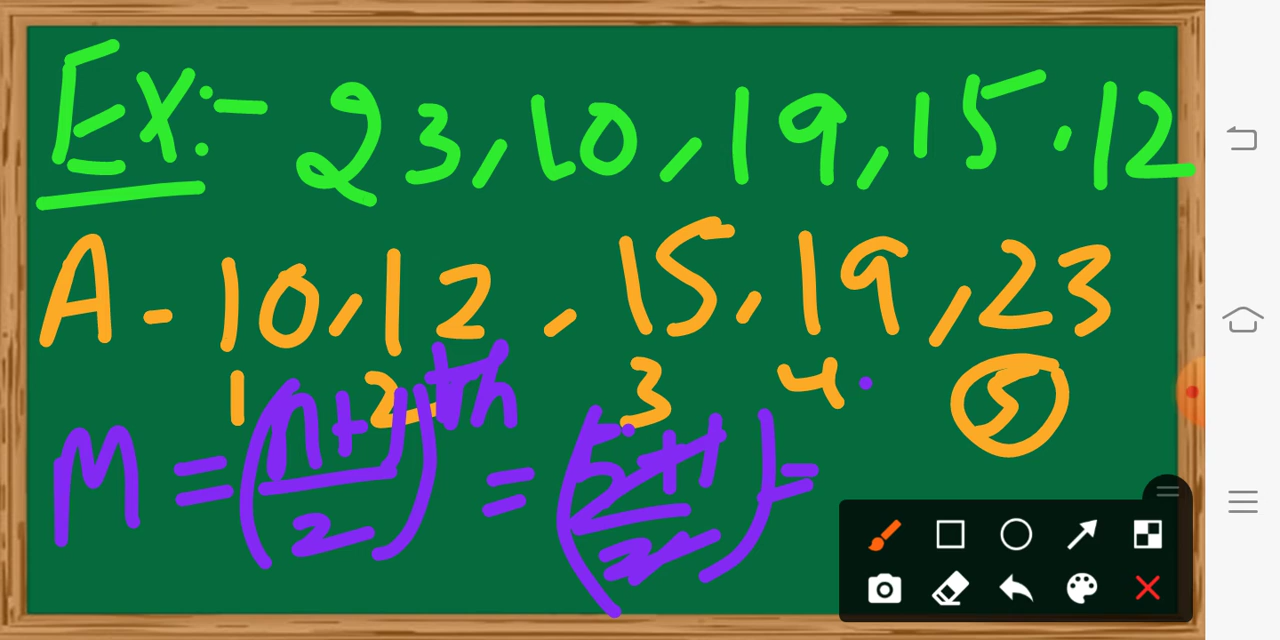 Ex:- 23, 10, 19, 15, 12
A - 10, 12, 15, 19, 23
1 2 3 4 5
M = (n+1/2)th = (5+1/2) =